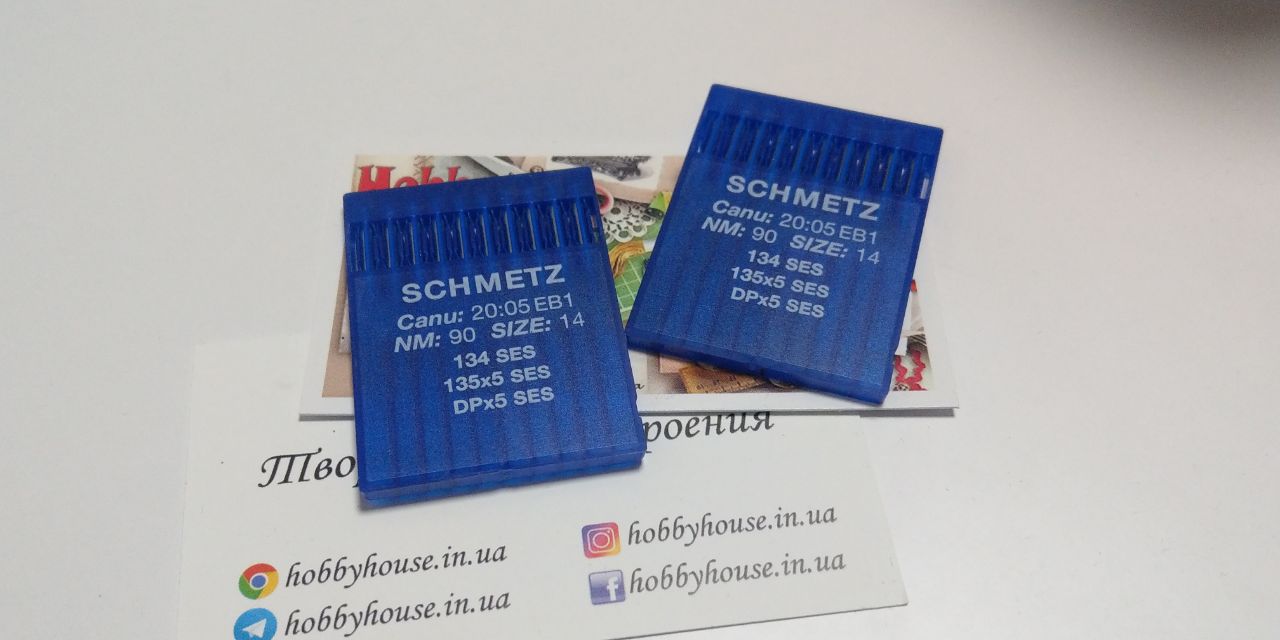 SCHMETZ
Canu: 20:05 EB1
NM: 90 SIZE: 14
134 SES
135x5 SES
DPx5 SES
SCHMETZ
Canu: 20:05 EB1
NM: 90 SIZE: 14
134 SES
135x5 SES
DPx5 SES
hobbyhouse.in.ua
hobbyhouse.in.ua
hobbyhouse.in.ua
hobbyhouse.in.ua